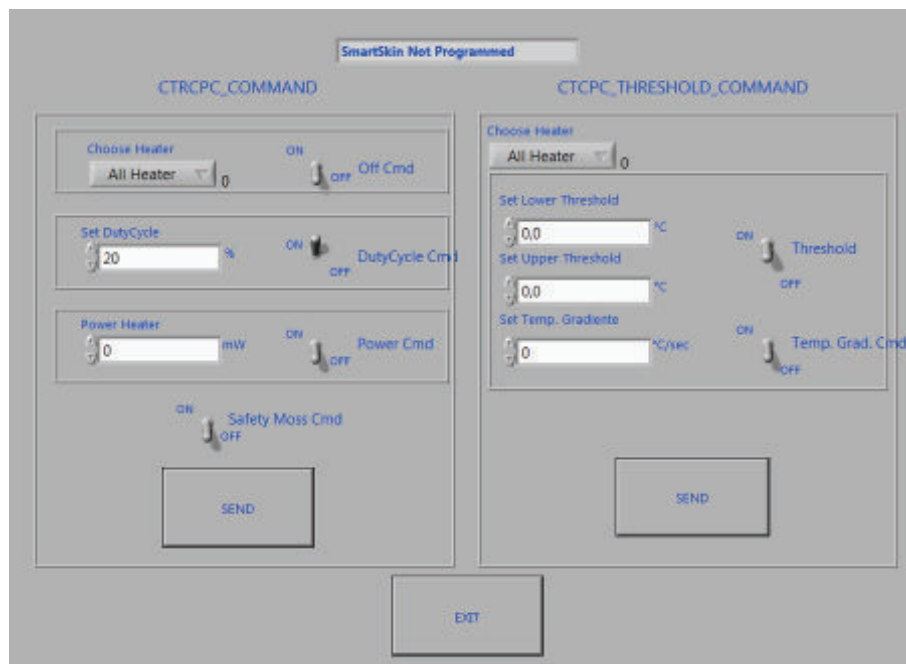 SmartSkin Not Programmed
CTRCPC_COMMAND
Choose Heater
All Heater 0
ON
OFF
Off Cmd
Set DutyCycle
20 %
ON
OFF
DutyCycle Cmd
Power Heater
0 mW
ON
OFF
Power Cmd
ON
OFF
Safety Moss Cmd
SEND
CTCPC_THRESHOLD_COMMAND
Choose Heater
All Heater 0
Set Lower Threshold
0,0 °C
Set Upper Threshold
0,0 °C
ON
Threshold
OFF
Set Temp. Gradiente
0 °C/sec
ON
Temp. Grad. Cmd
OFF
SEND
EXIT